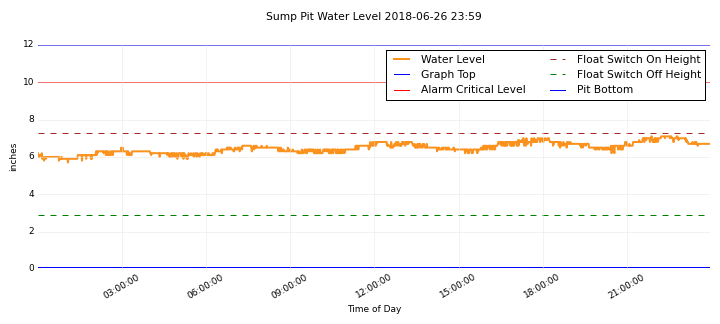 Sump Pit Water Level 2018-06-26 23:59
12
10
8
6
4
2
0
inches
Water Level
Graph Top
Alarm Critical Level
Float Switch On Height
Float Switch Off Height
Pit Bottom
03:00:00
06:00:00
09:00:00
12:00:00
15:00:00
18:00:00
21:00:00
Time of Day